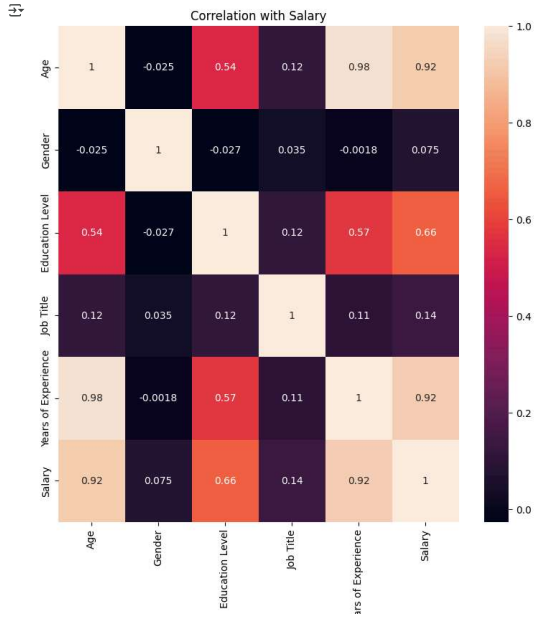 Correlation with Salary
Age 1 -0.025 0.54 0.12 0.98 0.92
Gender -0.025 1 -0.027 0.035 -0.0018 0.075
Education Level 0.54 -0.027 1 0.12 0.57 0.66
Job Title 0.12 0.035 0.12 1 0.11 0.14
Years of Experience 0.98 -0.0018 0.57 0.11 1 0.92
Salary 0.92 0.075 0.66 0.14 0.92 1
Age
Gender
Education Level
Job Title
ars of Experience
Salary
1.0
0.8
0.6
0.4
0.2
0.0